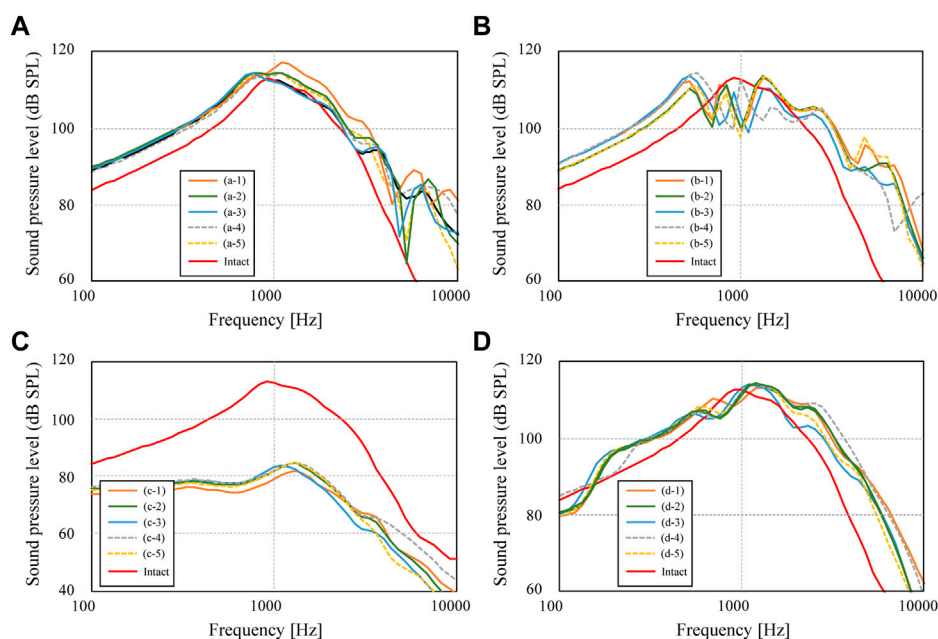 A
120
100
80
60
Sound pressure level (dB SPL)
(a-1)
(a-2)
(a-3)
(a-4)
(a-5)
Intact
100
1000
10000
Frequency [Hz]
B
120
100
80
60
Sound pressure level (dB SPL)
(b-1)
(b-2)
(b-3)
(b-4)
(b-5)
Intact
100
1000
10000
Frequency [Hz]
C
120
100
80
60
40
Sound pressure level (dB SPL)
(c-1)
(c-2)
(c-3)
(c-4)
(c-5)
Intact
100
1000
10000
Frequency [Hz]
D
120
100
80
60
Sound pressure level (dB SPL)
(d-1)
(d-2)
(d-3)
(d-4)
(d-5)
Intact
100
1000
10000
Frequency [Hz]